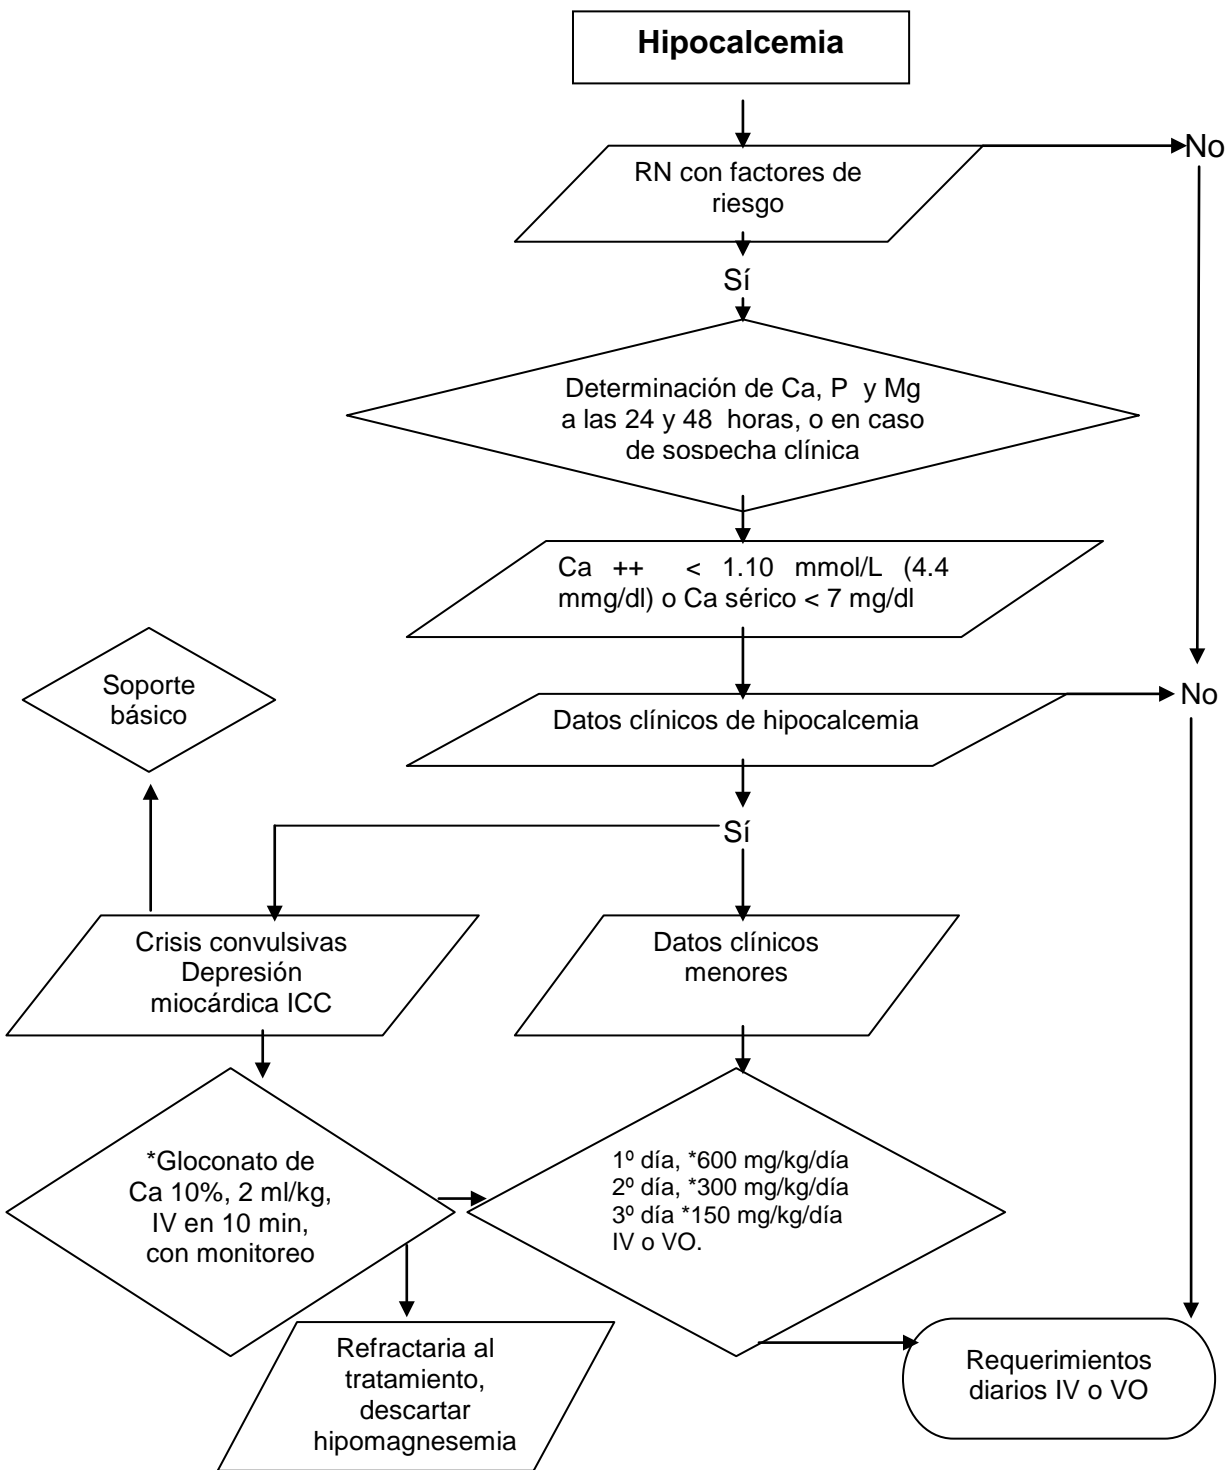 Hipocalcemia
No
RN con factores de
riesgo
Sí
Determinación de Ca, P y Mg
a las 24 y 48 horas, o en caso
de sospecha clínica
Ca ++ < 1.10 mmol/L (4.4
mmg/dl) o Ca sérico < 7 mg/dl
Soporte
básico
Datos clínicos de hipocalcemia
No
Sí
Crisis convulsivas
Depresión
miocárdica ICC
Datos clínicos
menores
*Gloconato de
Ca 10%, 2 ml/kg,
IV en 10 min,
con monitoreo
1º día, *600 mg/kg/día
2º día, *300 mg/kg/día
3º día *150 mg/kg/día
IV o VO.
Refractaria al
tratamiento,
descartar
hipomagnesemia
Requerimientos
diarios IV o VO